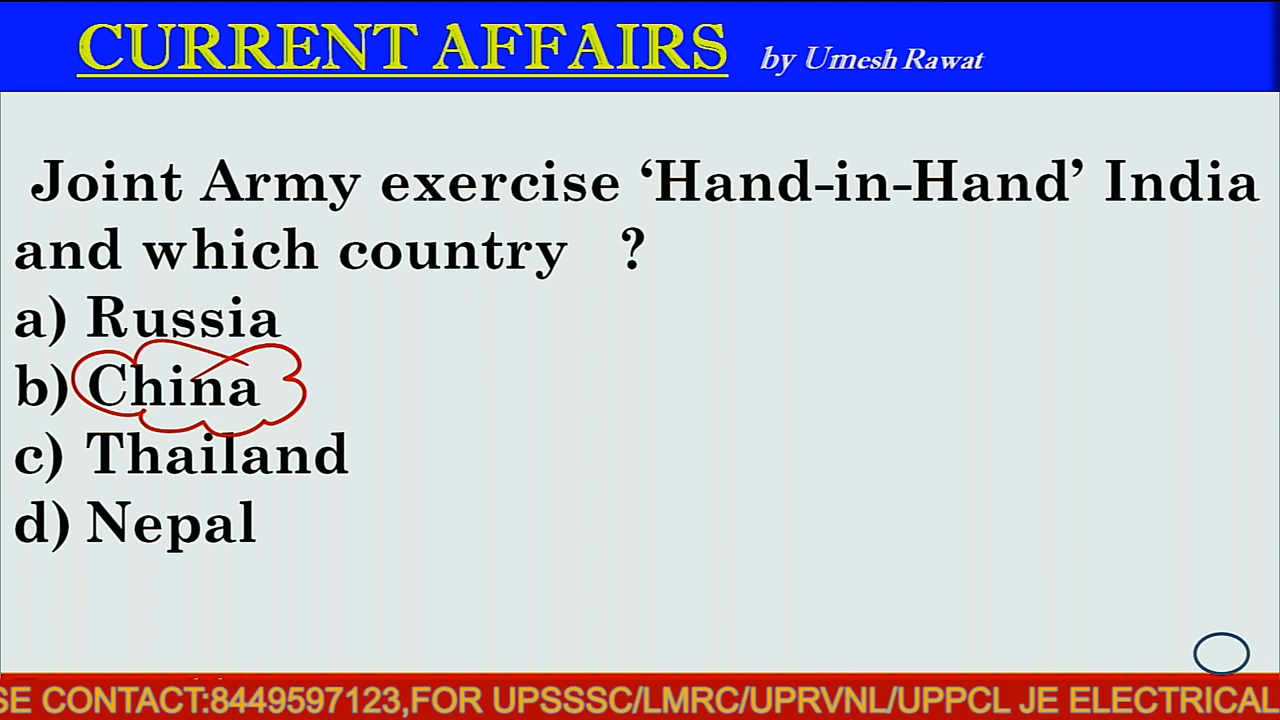 CURRENT AFFAIRS by Umesh Rawat
Joint Army exercise ‘Hand-in-Hand’ India
and which country ?
a) Russia
b) China
c) Thailand
d) Nepal
SE CONTACT:8449597123,FOR UPSSSC/LMRC/UPRVNL/UPPCL JE ELECTRICAL